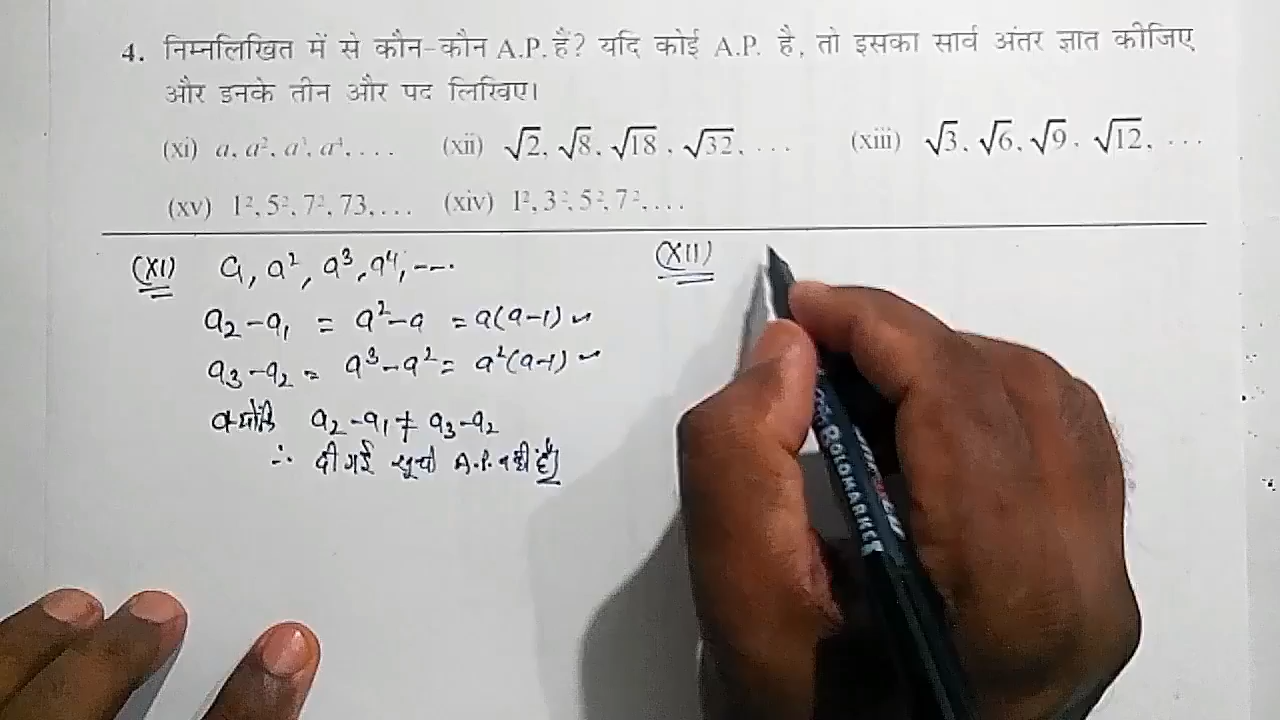 4. निम्नलिखित में से कौन-कौन A.P. हैं? यदि कोई A.P. है, तो इसका सार्व अंतर ज्ञात कीजिए
और इनके तीन और पद लिखिए।
(xi) a, a², a³, a⁴, . . . . (xii) √2, √8, √18, √32, . . . (xiii) √3, √6, √9, √12, . . .
(xv) 1², 5², 7², 73, . . . . (xiv) 1², 3², 5², 7², . . .
(XI) a, a², a³, a⁴, ---.
a₂-a₁ = a²-a = a(a-1)
a₃-a₂ = a³-a² = a²(a-1)
क्योंकि a₂-a₁ ≠ a₃-a₂
∴ दी गई सूची A.P. नही है।
(XII)
ROLOMARKER